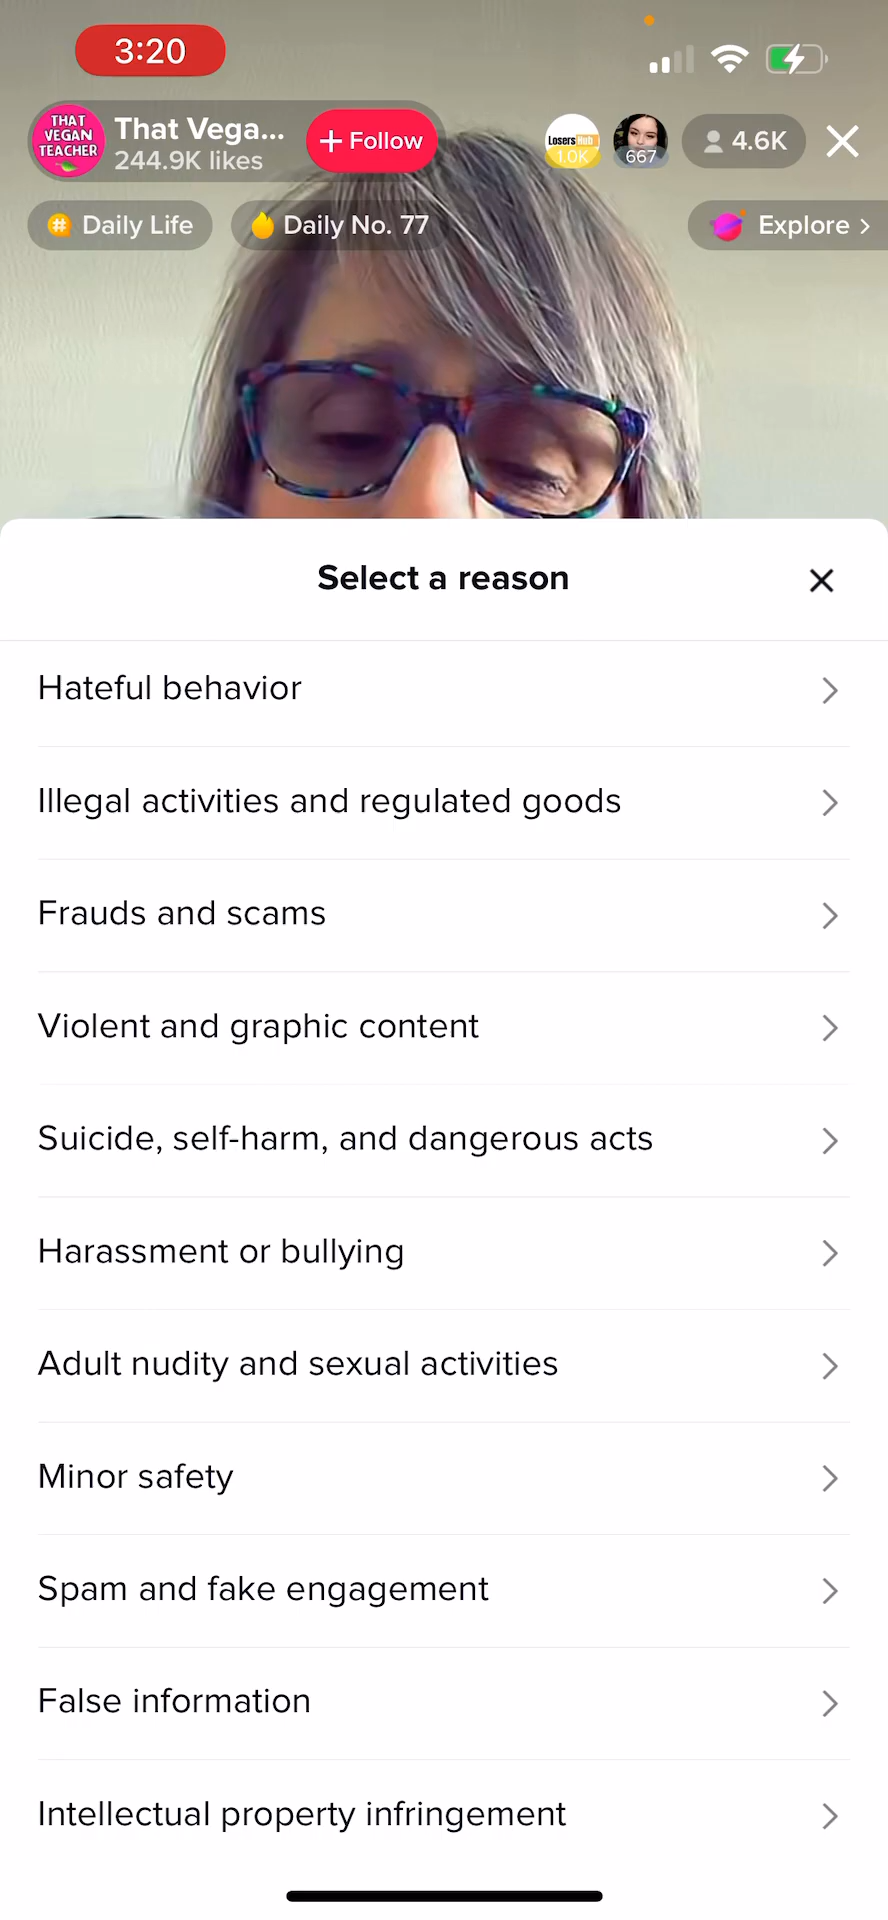 3:20
THAT
VEGAN
TEACHER
That Vega...
244.9K likes
+ Follow
LosersHub
1.0K
667
4.6K
Daily Life
Daily No. 77
Explore >
Select a reason
Hateful behavior
Illegal activities and regulated goods
Frauds and scams
Violent and graphic content
Suicide, self-harm, and dangerous acts
Harassment or bullying
Adult nudity and sexual activities
Minor safety
Spam and fake engagement
False information
Intellectual property infringement